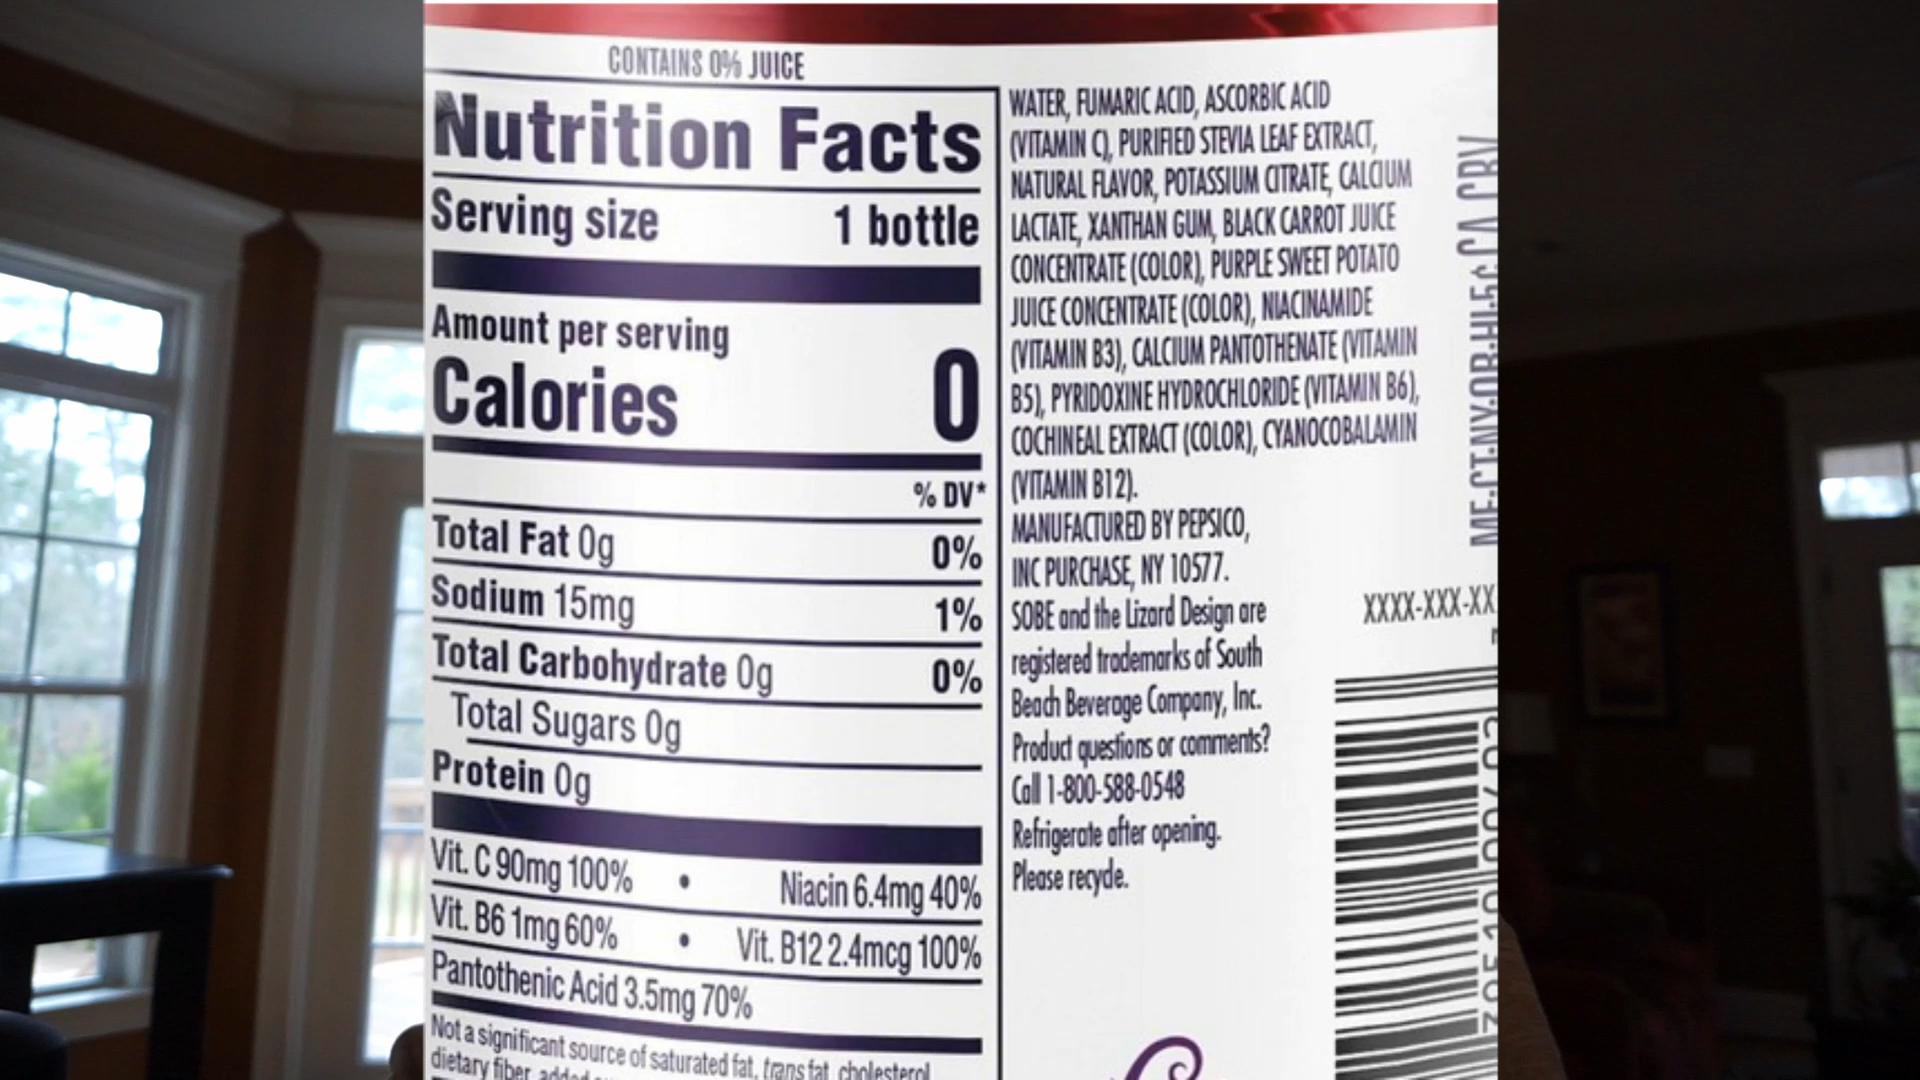 CONTAINS 0% JUICE
Nutrition Facts
Serving size 1 bottle
Amount per serving
Calories 0
% DV*
Total Fat 0g 0%
Sodium 15mg 1%
Total Carbohydrate 0g 0%
Total Sugars 0g
Protein 0g
Vit. C 90mg 100% • Niacin 6.4mg 40%
Vit. B6 1mg 60% • Vit. B12 2.4mcg 100%
Pantothenic Acid 3.5mg 70%
Not a significant source of saturated fat, trans fat, cholesterol,
dietary fiber, added
WATER, FUMARIC ACID, ASCORBIC ACID
(VITAMIN C), PURIFIED STEVIA LEAF EXTRACT,
NATURAL FLAVOR, POTASSIUM CITRATE, CALCIUM
LACTATE, XANTHAN GUM, BLACK CARROT JUICE
CONCENTRATE (COLOR), PURPLE SWEET POTATO
JUICE CONCENTRATE (COLOR), NIACINAMIDE
(VITAMIN B3), CALCIUM PANTOTHENATE (VITAMIN
B5), PYRIDOXINE HYDROCHLORIDE (VITAMIN B6),
COCHINEAL EXTRACT (COLOR), CYANOCOBALAMIN
(VITAMIN B12).
MANUFACTURED BY PEPSICO,
INC PURCHASE, NY 10577.
SOBE and the Lizard Design are
registered trademarks of South
Beach Beverage Company, Inc.
Product questions or comments?
Call 1-800-588-0548
Refrigerate after opening.
Please recycle.
ME·CT·NY·OR·HI·5¢ CA CRV
XXXX-XXX-XX